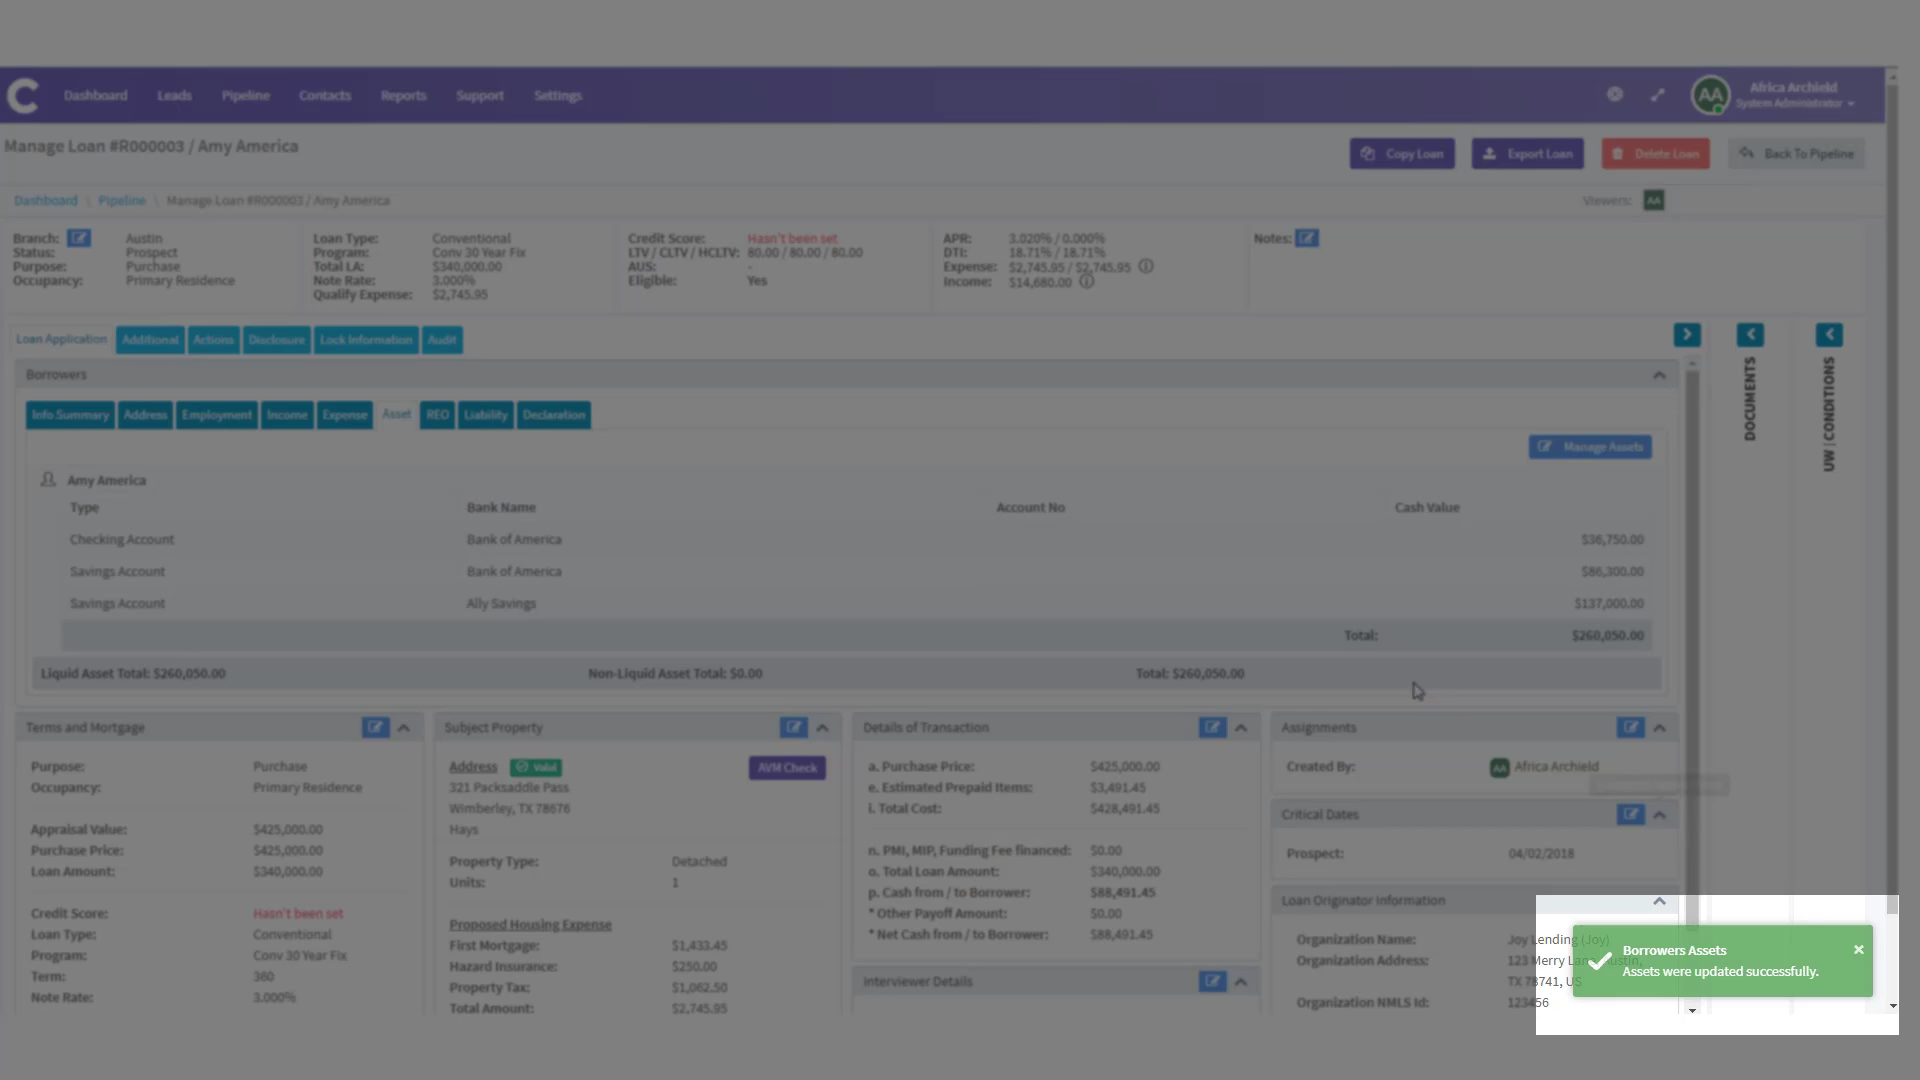 C Dashboard Leads Pipeline Contacts Reports Support Settings
AA Africa Archield
System Administrator
Manage Loan #R000003 / Amy America
Copy Loan Export Loan Delete Loan Back To Pipeline
Dashboard \ Pipeline \ Manage Loan #R000003 / Amy America
Viewers: AA
Branch: Austin
Status: Prospect
Purpose: Purchase
Occupancy: Primary Residence
Loan Type: Conventional
Program: Conv 30 Year Fix
Total LA: $340,000.00
Note Rate: 3.000%
Qualify Expense: $2,745.95
Credit Score: Hasn't been set
LTV / CLTV / HCLTV: 80.00 / 80.00 / 80.00
AUS: -
Eligible: Yes
APR: 3.020% / 0.000%
DTI: 18.71% / 18.71%
Expense: $2,745.95 / $2,745.95
Income: $14,680.00
Notes:
Loan Application Additional Actions Disclosure Lock Information Audit
DOCUMENTS
UW | CONDITIONS
Borrowers
Info Summary Address Employment Income Expense Asset REO Liability Declaration
Manage Assets
Amy America
Type Bank Name Account No Cash Value
Checking Account Bank of America $36,750.00
Savings Account Bank of America $86,300.00
Savings Account Ally Savings $137,000.00
Total: $260,050.00
Liquid Asset Total: $260,050.00 Non-Liquid Asset Total: $0.00 Total: $260,050.00
Terms and Mortgage
Purpose: Purchase
Occupancy: Primary Residence
Appraisal Value: $425,000.00
Purchase Price: $425,000.00
Loan Amount: $340,000.00
Credit Score: Hasn't been set
Loan Type: Conventional
Program: Conv 30 Year Fix
Term: 360
Note Rate: 3.000%
Subject Property
Address Valid AVM Check
321 Packsaddle Pass
Wimberley, TX 78676
Hays
Property Type: Detached
Units: 1
Proposed Housing Expense
First Mortgage: $1,433.45
Hazard Insurance: $250.00
Property Tax: $1,062.50
Total Amount: $2,745.95
Details of Transaction
a. Purchase Price: $425,000.00
e. Estimated Prepaid Items: $3,491.45
i. Total Cost: $428,491.45
n. PMI, MIP, Funding Fee financed: $0.00
o. Total Loan Amount: $340,000.00
p. Cash from / to Borrower: $88,491.45
* Other Payoff Amount: $0.00
* Net Cash from / to Borrower: $88,491.45
Interviewer Details
Assignments
Created By: AA Africa Archield
Critical Dates
Prospect: 04/02/2018
Loan Originator Information
Organization Name: Joy Lending (Joy)
Organization Address: 123 Merry
TX 78741, US
Organization NMLS Id: 123456
Borrowers Assets
Assets were updated successfully.